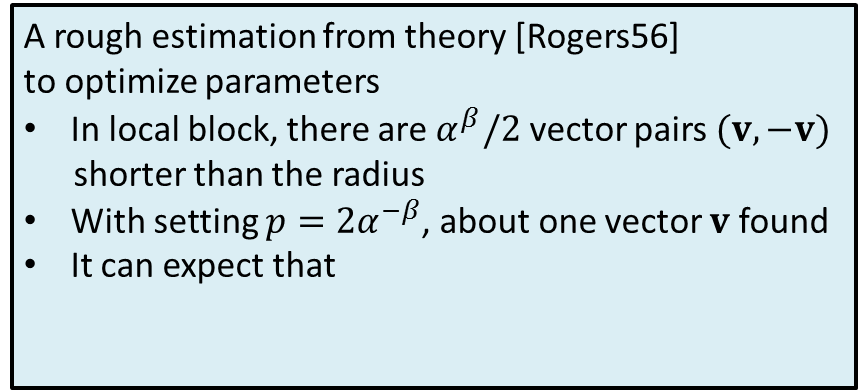 A rough estimation from theory [Rogers56]
to optimize parameters
• In local block, there are $\alpha^{\beta}/2$ vector pairs $(\mathbf{v}, -\mathbf{v})$
shorter than the radius
• With setting $p = 2\alpha^{-\beta}$, about one vector $\mathbf{v}$ found
• It can expect that